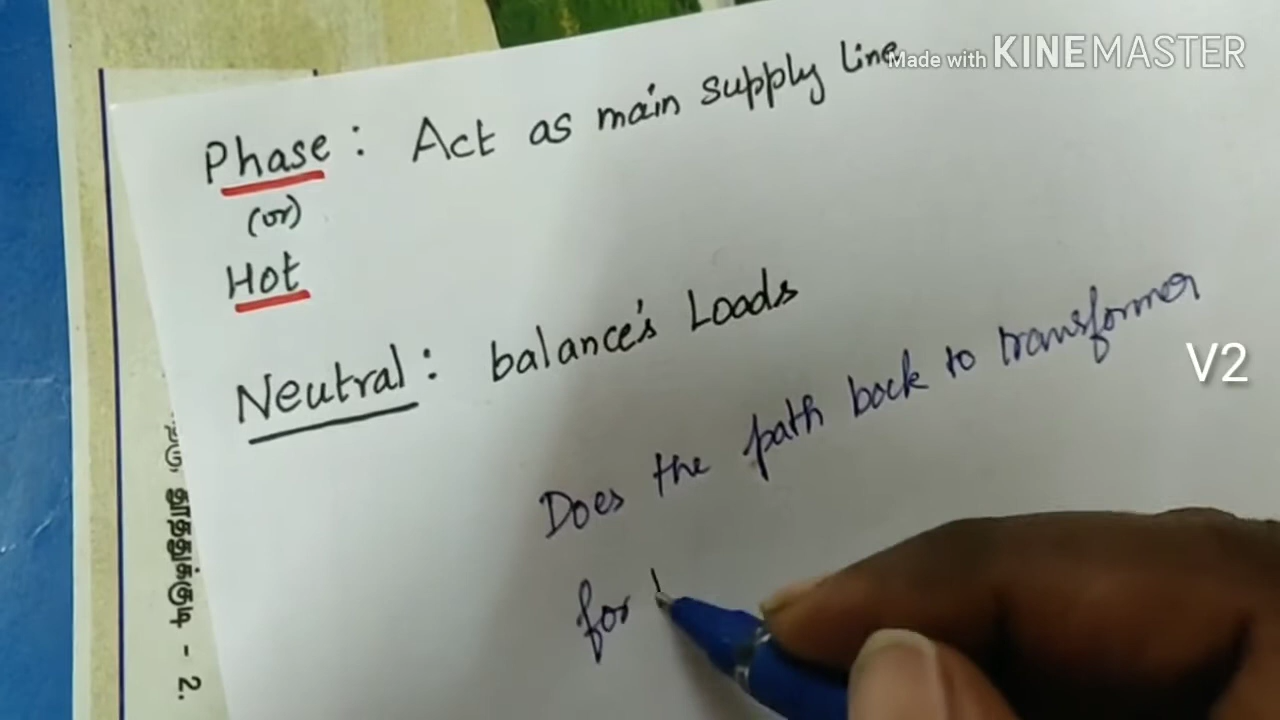 Made with KINEMASTER
Phase : Act as main supply line
(or)
Hot
Neutral : balance's Loads
V2
Does the path back to transformer
for
தூத்துக்குடி - 2.